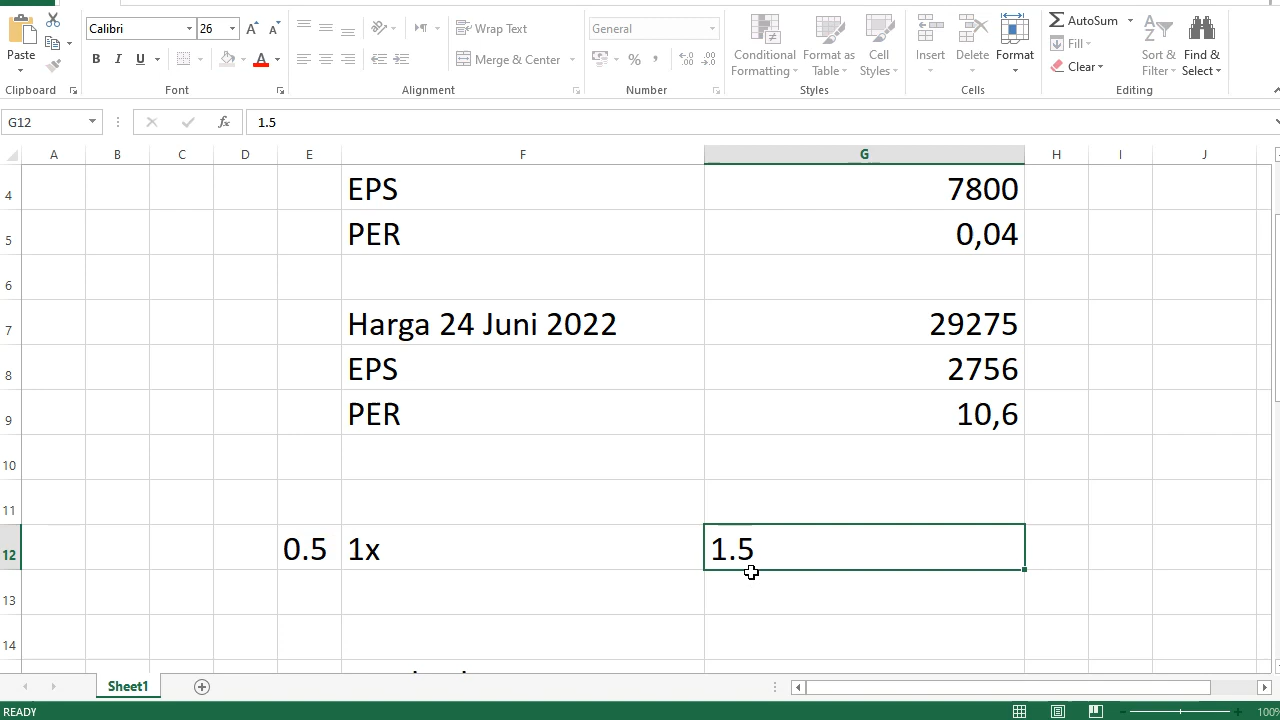 Calibri 26 A A Wrap Text General AutoSum
Fill
Paste B I U A Merge & Center % , Conditional Format as Cell Insert Delete Format Sort & Find &
Formatting Table Styles Clear Filter Select
Clipboard Font Alignment Number Styles Cells Editing
G12 fx 1.5
A B C D E F G H I J
4 EPS 7800
5 PER 0,04
6
7 Harga 24 Juni 2022 29275
8 EPS 2756
9 PER 10,6
10
11
12 0.5 1x 1.5
13
14
Sheet1
READY 100%